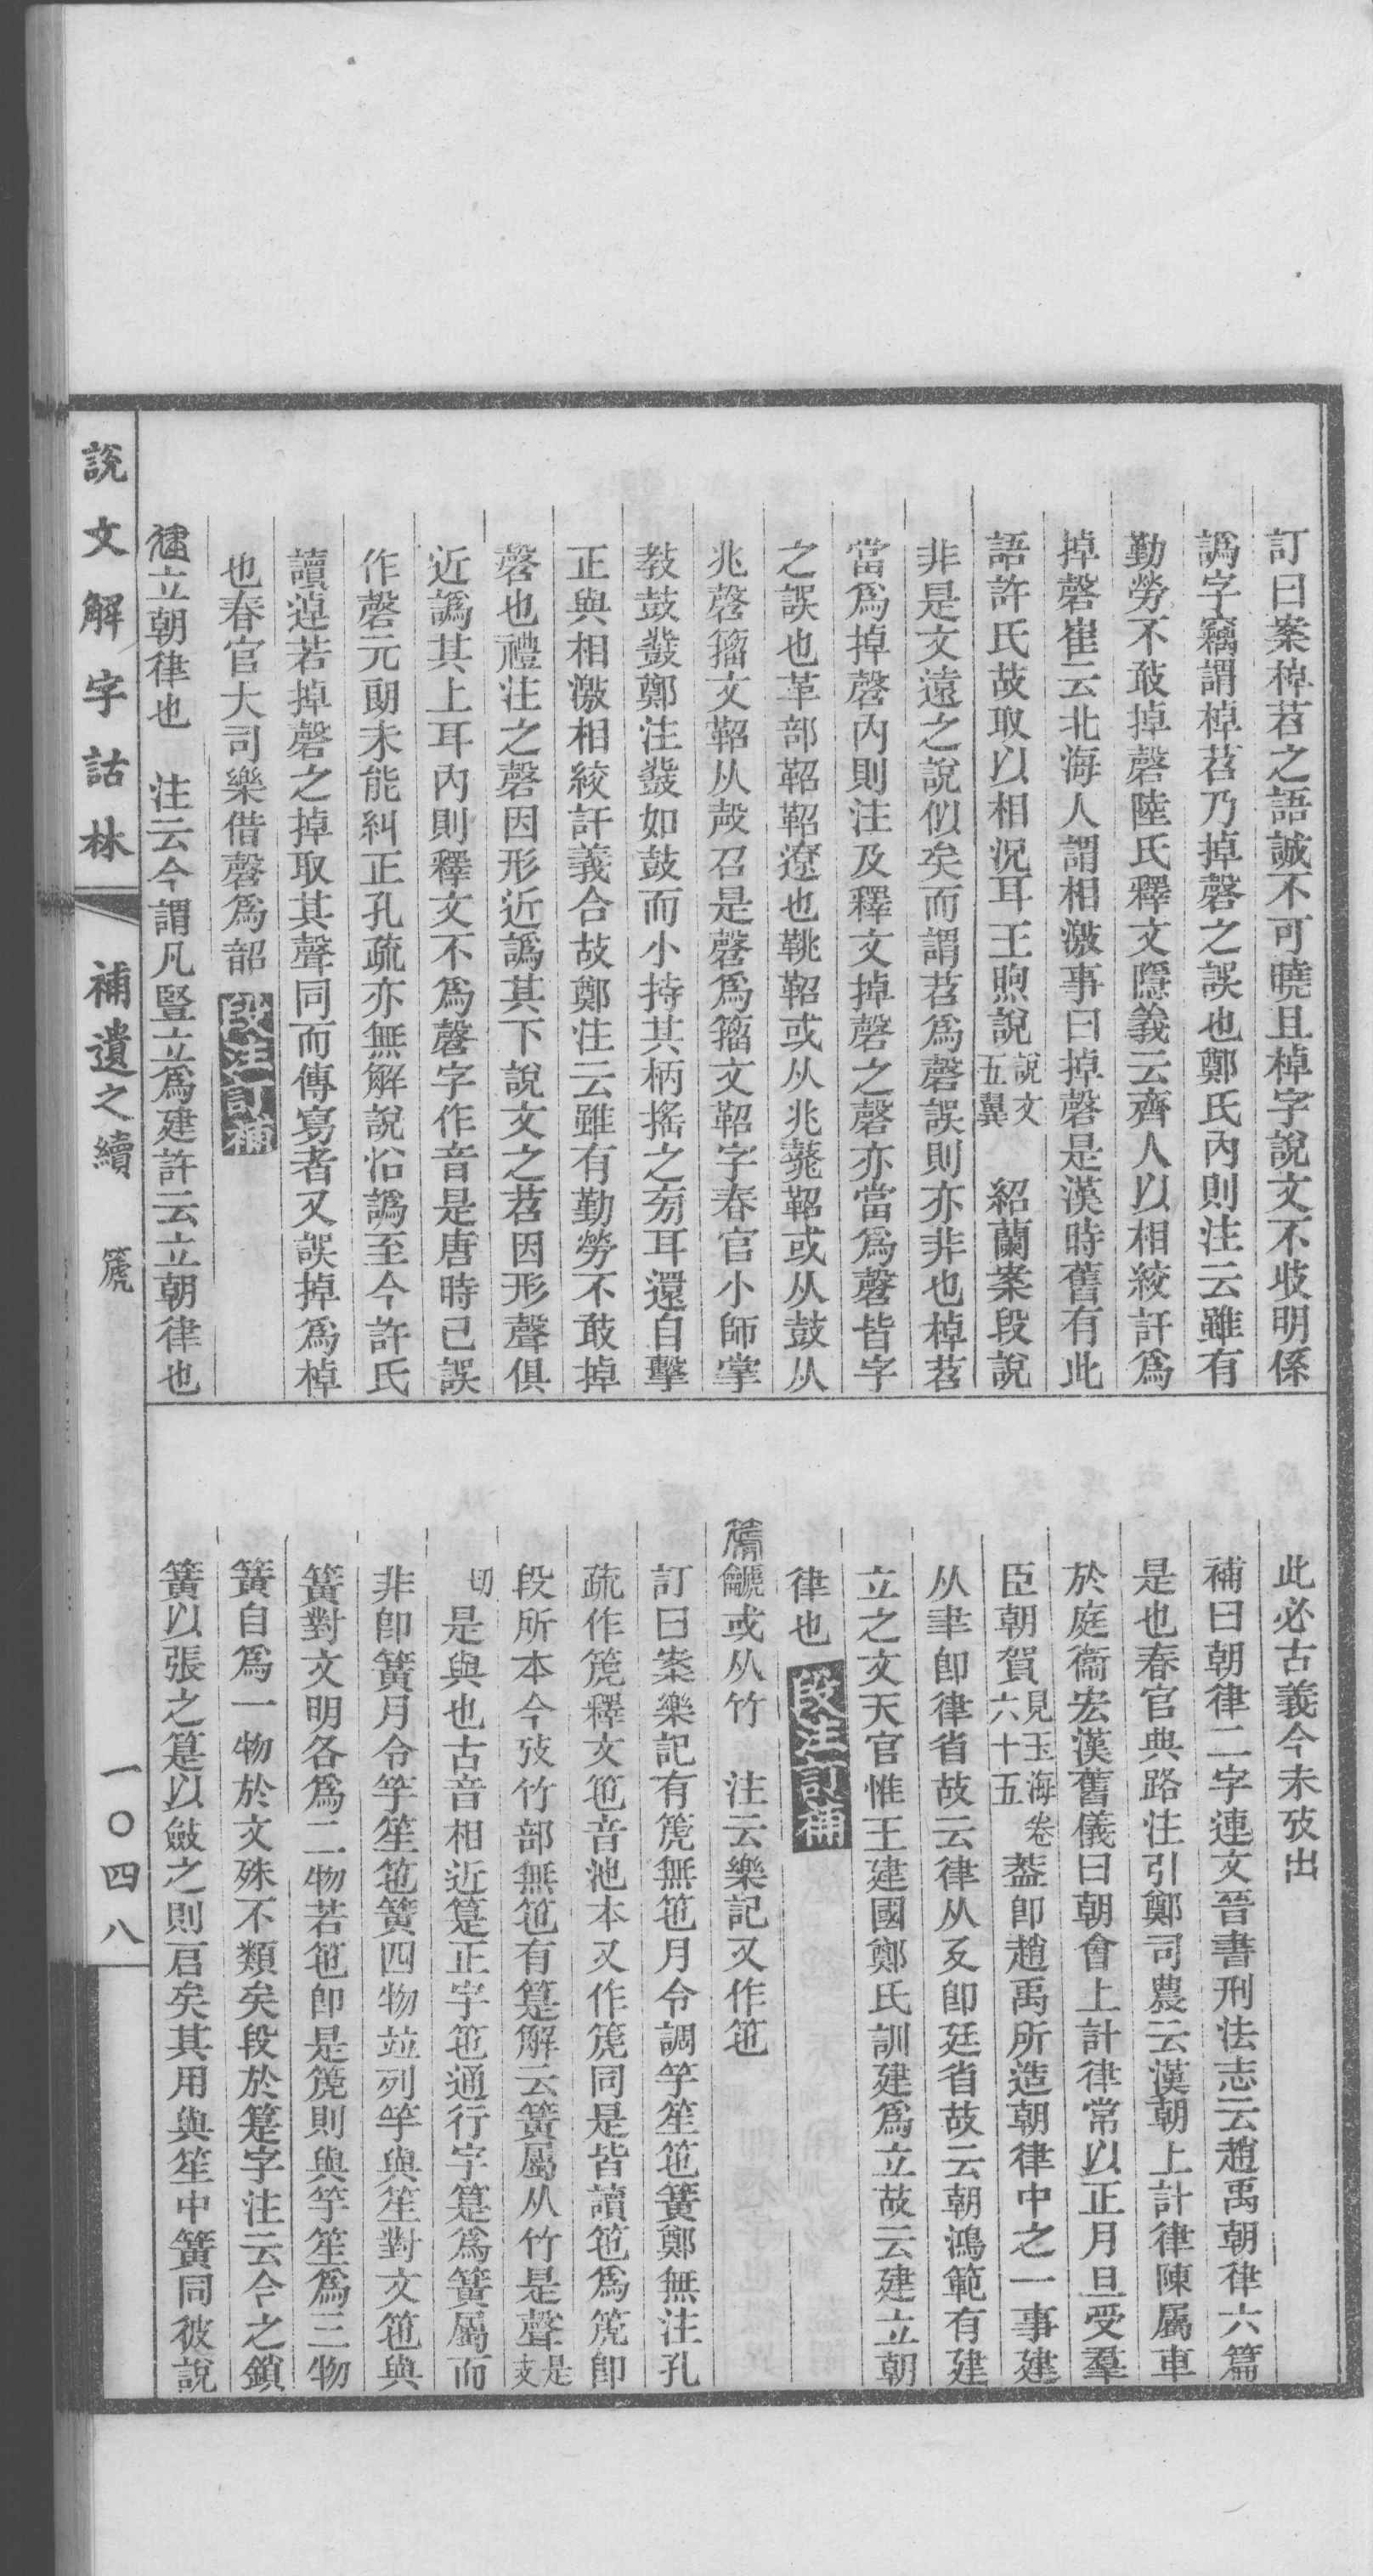 訂曰案棹苕之語誠不可曉且棹字說文不收明係
譌字竊謂棹苕乃掉磬之誤也鄭氏內則注云雖有
勤勞不敢掉磬陸氏釋文隱義云齊人以相絞訐爲
掉磬崔云北海人謂相激事曰掉磬是漢時舊有此
語許氏故取以相況耳王煦說說文五翼 紹蘭案段說
非是文遠之說似矣而謂苕爲磬誤則亦非也棹苕
當爲掉磬內則注及釋文掉磬之磬亦當爲磬皆字
之誤也革部鞀鞀遼也鞉鞀或从兆鼗鞀或从鼓从
兆磬籒文鞀从殸召是磬爲籒文鞀字春官小師掌
教鼓鼗鄭注鼗如鼓而小持其柄搖之旁耳還自擊
正與相激相絞訐義合故鄭注云雖有勤勞不敢掉
磬也禮注之磬因形近譌其下說文之苕因形聲俱
近譌其上耳內則釋文不爲磬字作音是唐時已誤
作磬元朗未能糾正孔疏亦無解說沿譌至今許氏
讀逴若掉磬之掉取其聲同而傳寫者又誤掉爲棹
也春官大司樂借磬爲韶 段注訂補
建立朝律也 注云今謂凡豎立爲建許云立朝律也
此必古義今未攷出
補曰朝律二字連文晉書刑法志云趙禹朝律六篇
是也春官典路注引鄭司農云漢朝上計律陳屬車
於庭衞宏漢舊儀曰朝會上計律常以正月旦受羣
臣朝賀見玉海卷六十五葢卽趙禹所造朝律中之一事建
从聿卽律省故云律从廴卽廷省故云朝鴻範有建
立之文天官惟王建國鄭氏訓建爲立故云建立朝
律也 段注訂補
龥或从竹 注云樂記又作竾
訂曰案樂記有箎無竾月令調竽笙竾簧鄭無注孔
疏作箎釋文竾音池本又作箎同是皆讀竾爲箎卽
段所本今攷竹部無竾有筵解云簧屬从竹是聲是支
切是與也古音相近筵正字竾通行字筵爲簧屬而
非卽簧月令竽笙竾簧四物竝列竽與笙對文竾與
簧對文明各爲二物若竾卽是箎則與竽笙爲三物
簧自爲一物於文殊不類矣段於筵字注云今之鎖
簧以張之筵以斂之則启矣其用與笙中簧同彼說
說文解字詁林 補遺之續 箎 一〇四八